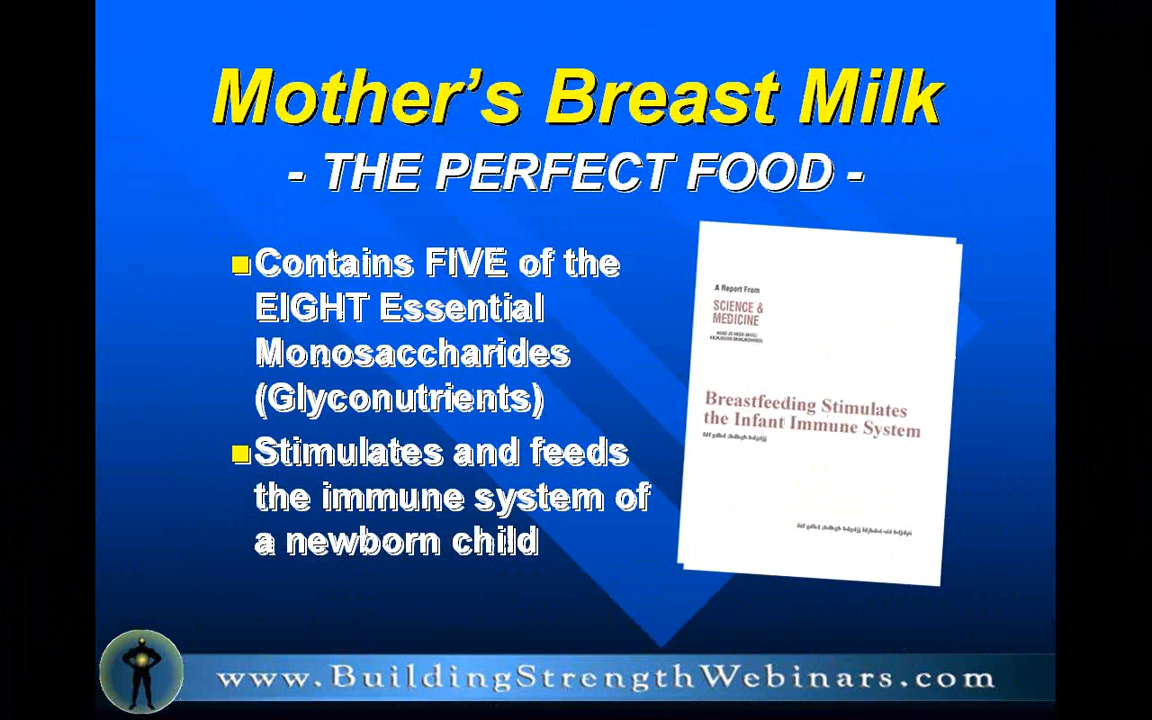 Mother's Breast Milk
- THE PERFECT FOOD -
Contains FIVE of the
EIGHT Essential
Monosaccharides
(Glyconutrients)
Stimulates and feeds
the immune system of
a newborn child
A Report From
SCIENCE &
MEDICINE
Breastfeeding Stimulates
the Infant Immune System
www.BuildingStrengthWebinars.com